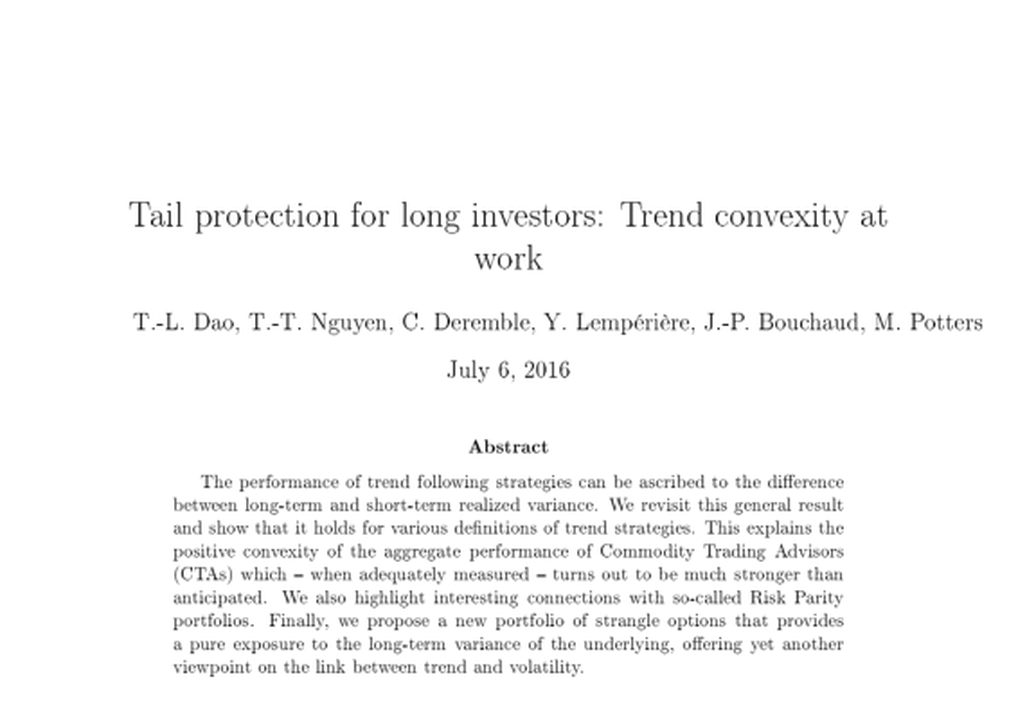 Tail protection for long investors: Trend convexity at
work
T.-L. Dao, T.-T. Nguyen, C. Deremble, Y. Lempérière, J.-P. Bouchaud, M. Potters
July 6, 2016
Abstract
The performance of trend following strategies can be ascribed to the difference
between long-term and short-term realized variance. We revisit this general result
and show that it holds for various definitions of trend strategies. This explains the
positive convexity of the aggregate performance of Commodity Trading Advisors
(CTAs) which – when adequately measured – turns out to be much stronger than
anticipated. We also highlight interesting connections with so-called Risk Parity
portfolios. Finally, we propose a new portfolio of strangle options that provides
a pure exposure to the long-term variance of the underlying, offering yet another
viewpoint on the link between trend and volatility.